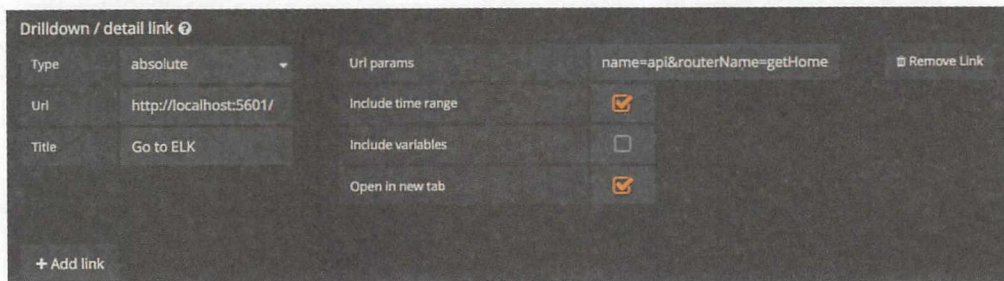 Drilldown / detail link
Type absolute Url params name=api&routerName=getHome Remove Link
Url http://localhost:5601/ Include time range
Title Go to ELK Include variables
Open in new tab
+ Add link